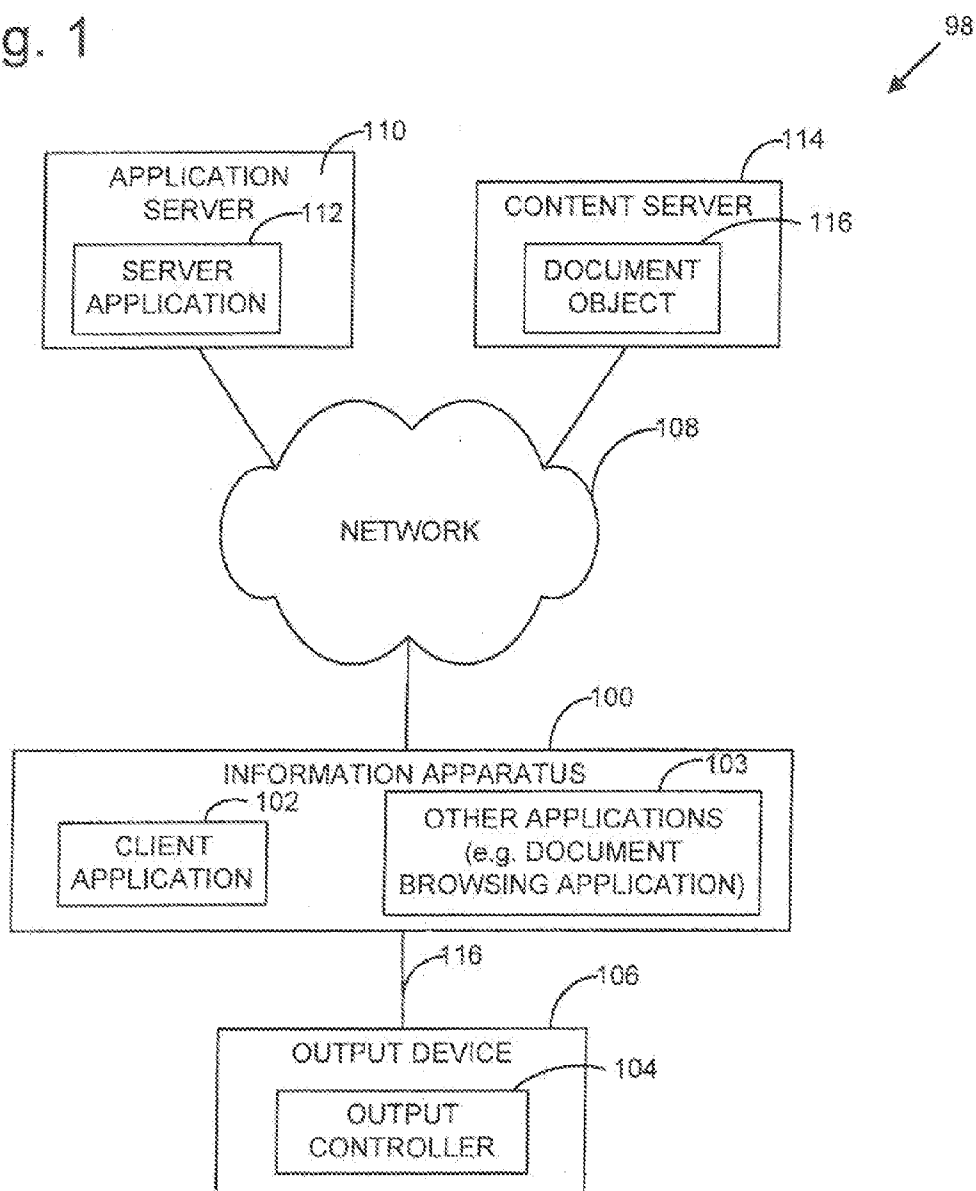 g. 1
98
110
APPLICATION
SERVER
112
SERVER
APPLICATION
114
CONTENT SERVER
116
DOCUMENT
OBJECT
108
NETWORK
100
INFORMATION APPARATUS
102
CLIENT
APPLICATION
103
OTHER APPLICATIONS
(e.g. DOCUMENT
BROWSING APPLICATION)
116
106
OUTPUT DEVICE
104
OUTPUT
CONTROLLER